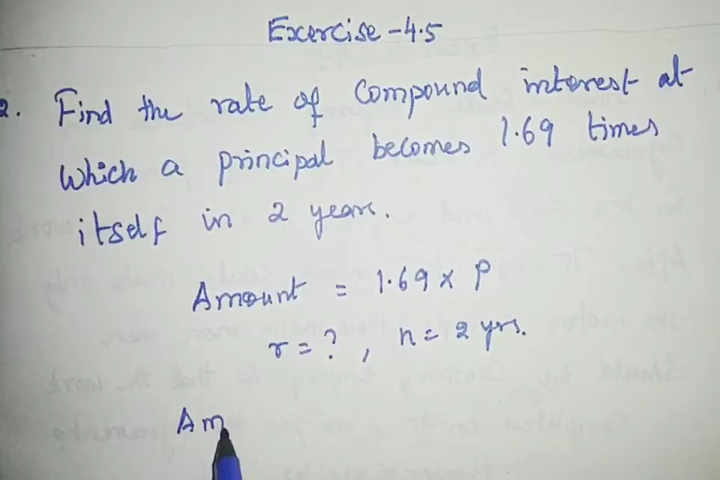 Exercise - 4.5
2. Find the rate of compound interest at
which a principal becomes 1.69 times
itself in 2 years.
Amount = 1.69 x P
r = ?, n = 2 yrs.
Am